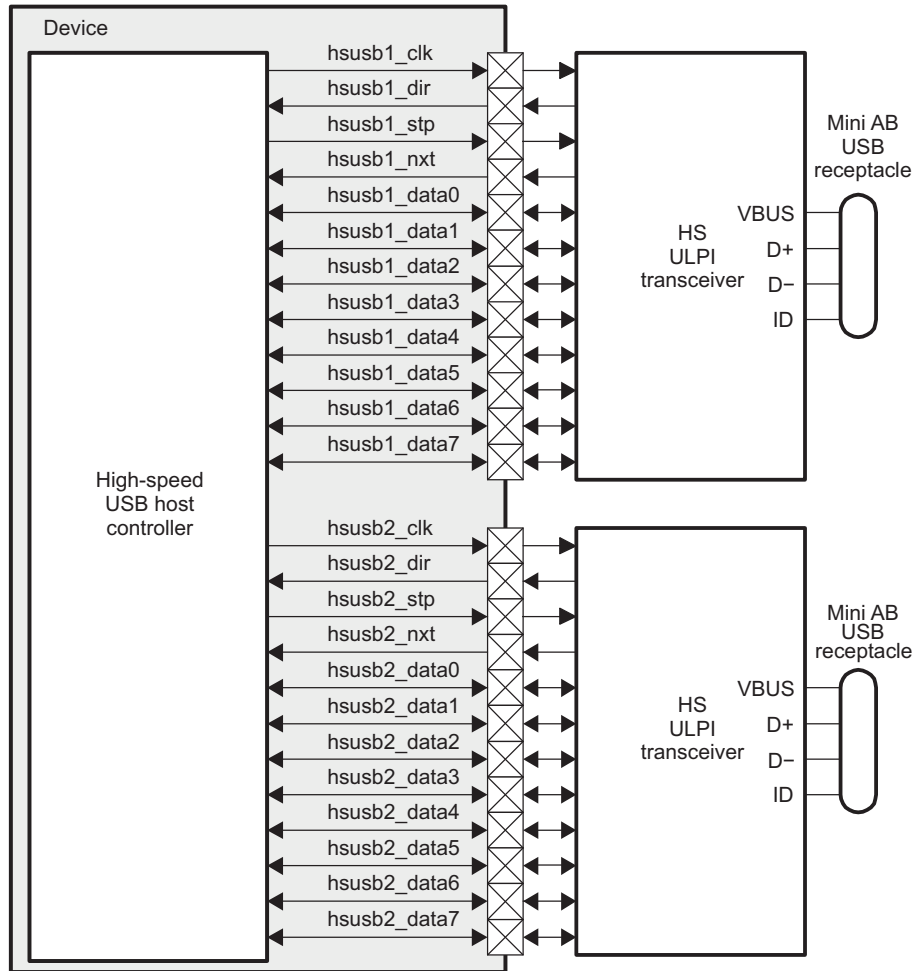 Device
hsusb1_clk
hsusb1_dir
hsusb1_stp
hsusb1_nxt
hsusb1_data0
hsusb1_data1
hsusb1_data2
hsusb1_data3
hsusb1_data4
hsusb1_data5
hsusb1_data6
hsusb1_data7
HS
ULPI
transceiver
VBUS
D+
D−
ID
Mini AB
USB
receptacle
High-speed
USB host
controller
hsusb2_clk
hsusb2_dir
hsusb2_stp
hsusb2_nxt
hsusb2_data0
hsusb2_data1
hsusb2_data2
hsusb2_data3
hsusb2_data4
hsusb2_data5
hsusb2_data6
hsusb2_data7
HS
ULPI
transceiver
VBUS
D+
D−
ID
Mini AB
USB
receptacle